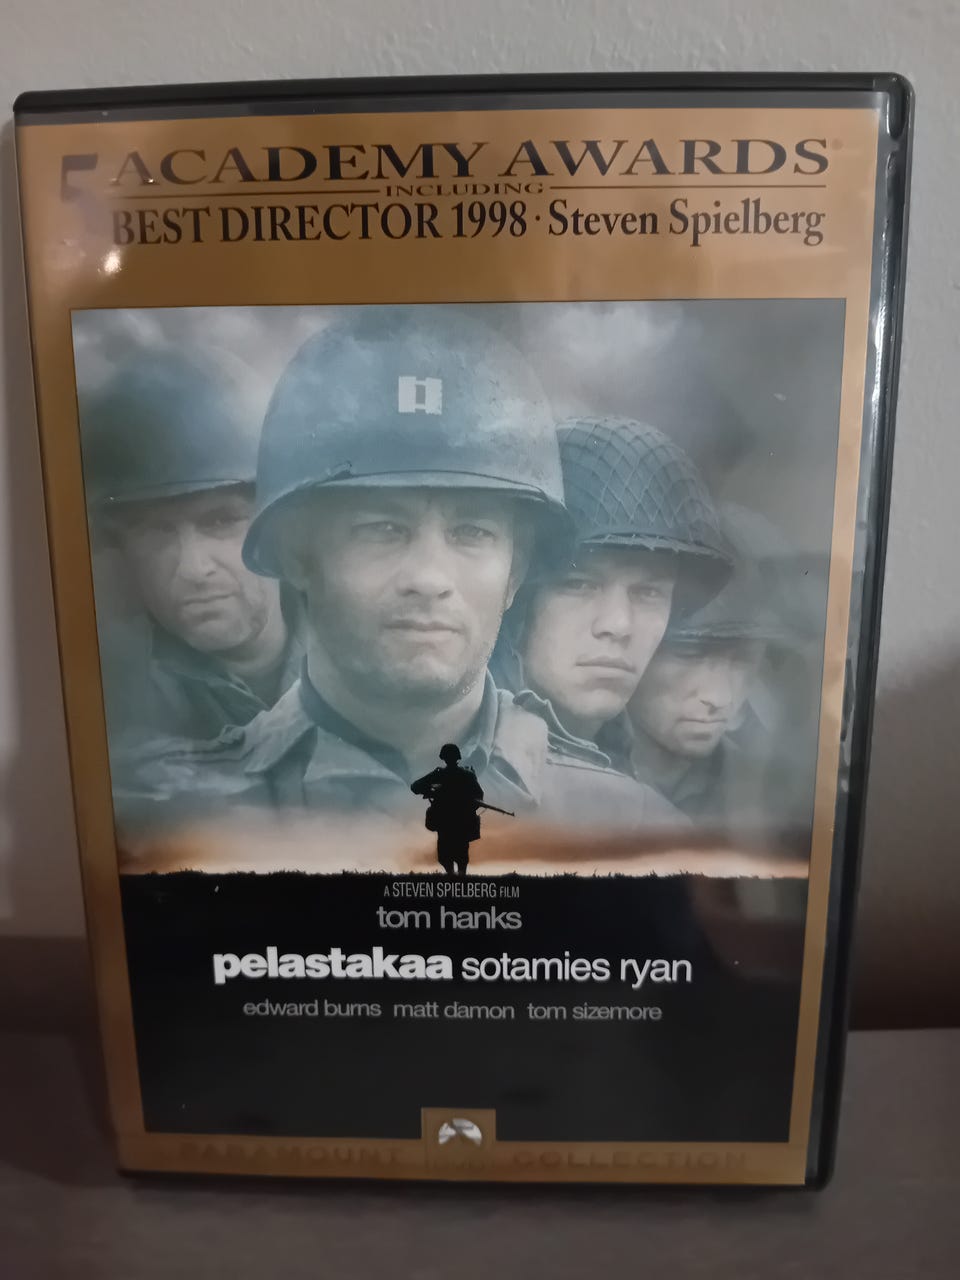 5 ACADEMY AWARDS®
INCLUDING
BEST DIRECTOR 1998 · Steven Spielberg
A STEVEN SPIELBERG FILM
tom hanks
pelastakaa sotamies ryan
edward burns matt damon tom sizemore
PARAMOUNT COLLECTION